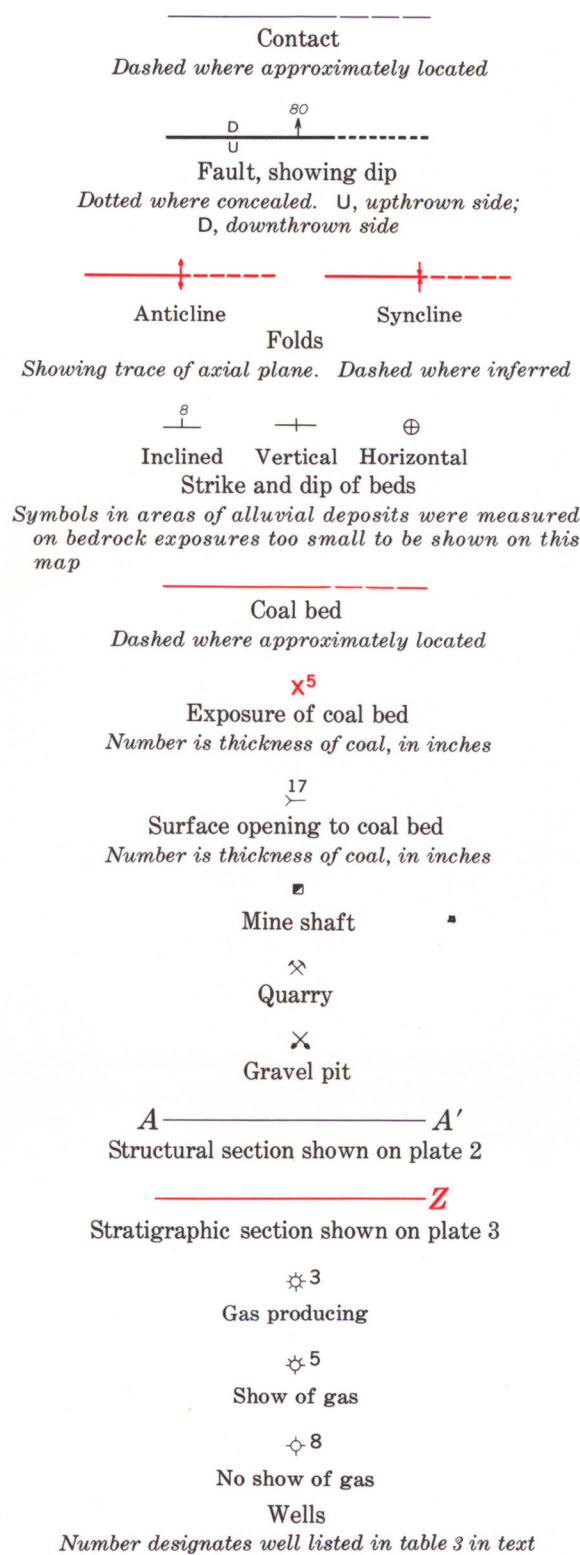 Contact
Dashed where approximately located
80
D
U
Fault, showing dip
Dotted where concealed. U, upthrown side;
D, downthrown side
Anticline Syncline
Folds
Showing trace of axial plane. Dashed where inferred
8
Inclined Vertical Horizontal
Strike and dip of beds
Symbols in areas of alluvial deposits were measured
on bedrock exposures too small to be shown on this
map
Coal bed
Dashed where approximately located
X5
Exposure of coal bed
Number is thickness of coal, in inches
17
Surface opening to coal bed
Number is thickness of coal, in inches
Mine shaft
Quarry
Gravel pit
A A′
Structural section shown on plate 2
Z
Stratigraphic section shown on plate 3
3
Gas producing
5
Show of gas
8
No show of gas
Wells
Number designates well listed in table 3 in text